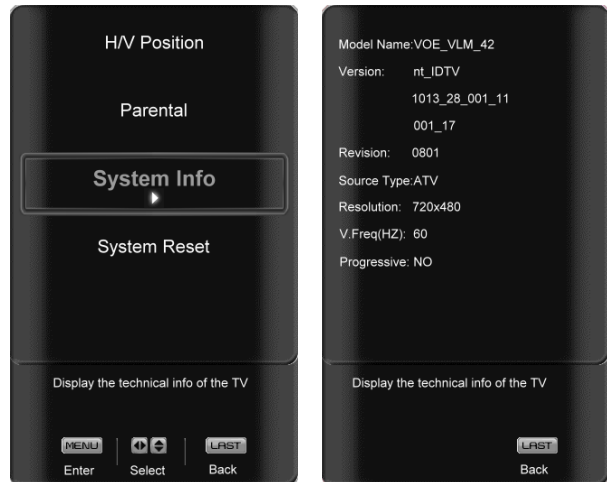 H/V Position
Parental
System Info
System Reset
Display the technical info of the TV
MENU LAST
Enter Select Back
Model Name:VOE_VLM_42
Version: nt_IDTV
1013_28_001_11
001_17
Revision: 0801
Source Type:ATV
Resolution: 720x480
V.Freq(HZ): 60
Progressive: NO
Display the technical info of the TV
LAST
Back